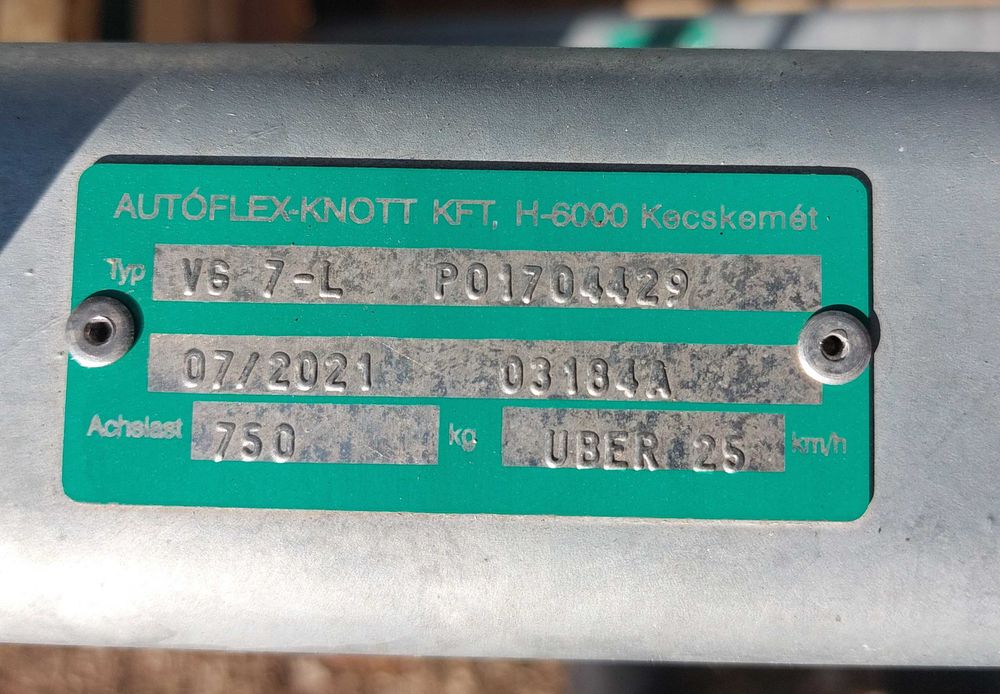 AUTÓFLEX-KNOTT KFT, H-6000 Kecskemét
Typ VG 7-L P01704429
07/2021 03184A
Achslast 750 kg UBER 25 km/h